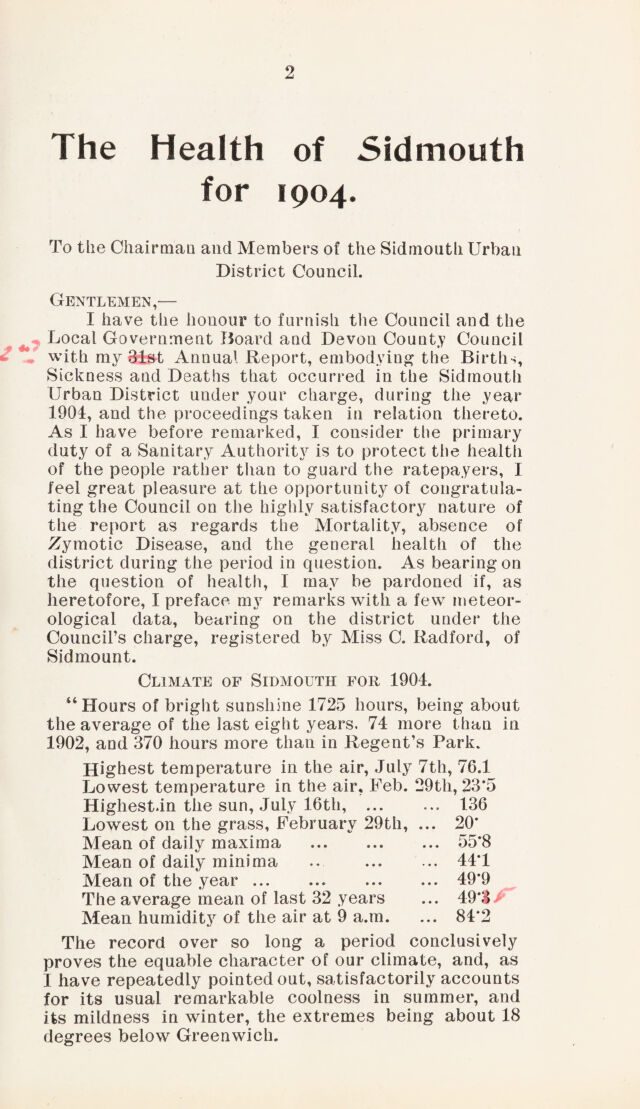 2
The Health of Sidmouth
for 1904.
To the Chairman and Members of the Sidmouth Urban
District Council.
GENTLEMEN,—
I have the honour to furnish the Council and the
Local Government Board and Devon County Council
with my 31st Annual Report, embodying the Births,
Sickness and Deaths that occurred in the Sidmouth
Urban District under your charge, during the year
1904, and the proceedings taken in relation thereto.
As I have before remarked, I consider the primary
duty of a Sanitary Authority is to protect the health
of the people rather than to guard the ratepayers, I
feel great pleasure at the opportunity of congratula-
ting the Council on the highly satisfactory nature of
the report as regards the Mortality, absence of
Zymotic Disease, and the general health of the
district during the period in question. As bearing on
the question of health, I may be pardoned if, as
heretofore, I preface my remarks with a few meteor-
ological data, bearing on the district under the
Council's charge, registered by Miss C. Radford, of
Sidmount.
CLIMATE OF SIDMOUTH FOR 1904.
“Hours of bright sunshine 1725 hours, being about
the average of the last eight years. 74 more than in
1902, and 370 hours more than in Regent's Park.
Highest temperature in the air, July 7th, 76.1
Lowest temperature in the air, Feb. 29th, 23·5
Highest.in the sun, July 16th, ... ... 136
Lowest on the grass, February 29th, ... 20·
Mean of daily maxima ... ... ... 55·8
Mean of daily minima ... ... ... 44·1
Mean of the year ... ... ... ... 49·9
The average mean of last 32 years ... 49·
Mean humidity of the air at 9 a.m. ... 84·2
The record over so long a period conclusively
proves the equable character of our climate, and, as
I have repeatedly pointed out, satisfactorily accounts
for its usual remarkable coolness in summer, and
its mildness in winter, the extremes being about 18
degrees below Greenwich.